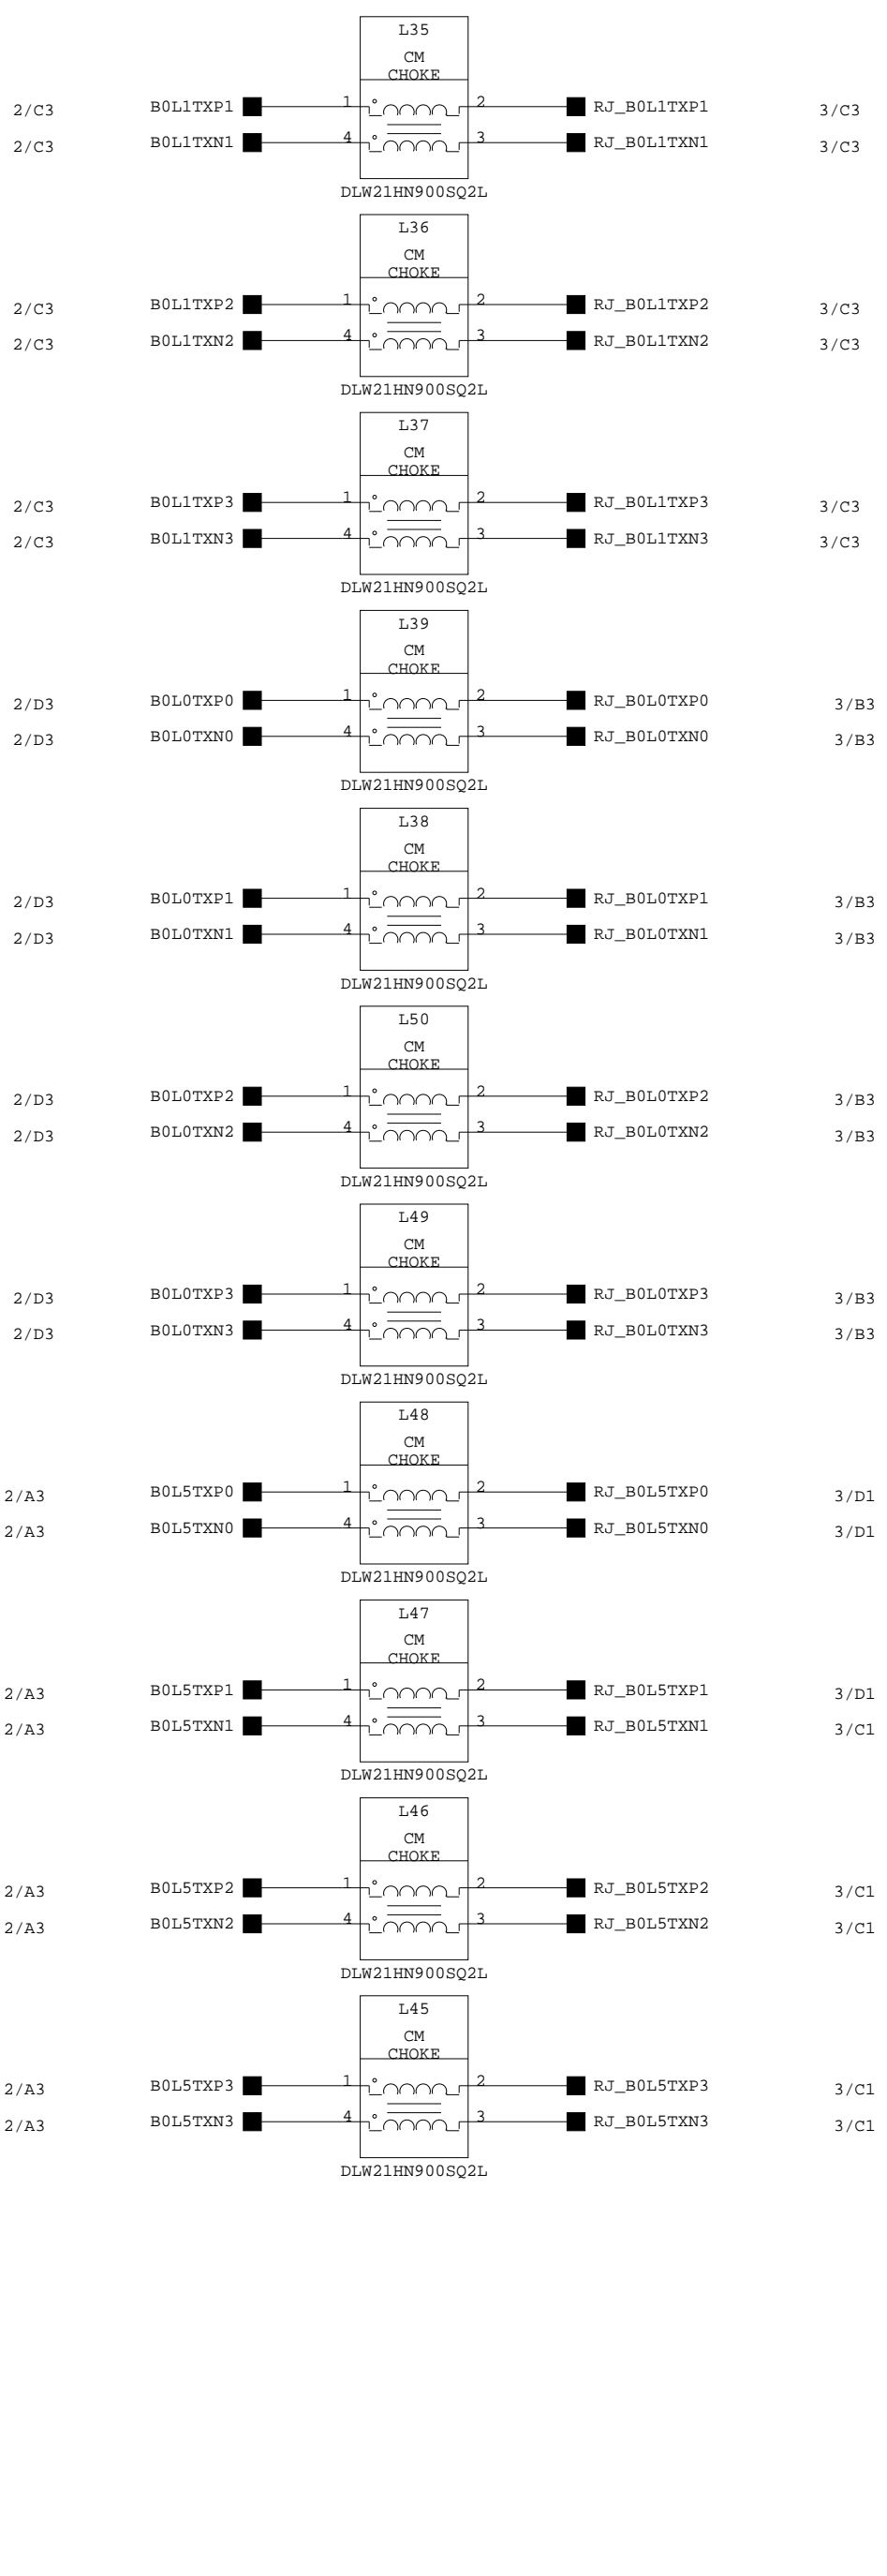 L35
CM
CHOKE
2/C3 B0L1TXP1 1 2 RJ_B0L1TXP1 3/C3
2/C3 B0L1TXN1 4 3 RJ_B0L1TXN1 3/C3
DLW21HN900SQ2L
L36
CM
CHOKE
2/C3 B0L1TXP2 1 2 RJ_B0L1TXP2 3/C3
2/C3 B0L1TXN2 4 3 RJ_B0L1TXN2 3/C3
DLW21HN900SQ2L
L37
CM
CHOKE
2/C3 B0L1TXP3 1 2 RJ_B0L1TXP3 3/C3
2/C3 B0L1TXN3 4 3 RJ_B0L1TXN3 3/C3
DLW21HN900SQ2L
L39
CM
CHOKE
2/D3 B0L0TXP0 1 2 RJ_B0L0TXP0 3/B3
2/D3 B0L0TXN0 4 3 RJ_B0L0TXN0 3/B3
DLW21HN900SQ2L
L38
CM
CHOKE
2/D3 B0L0TXP1 1 2 RJ_B0L0TXP1 3/B3
2/D3 B0L0TXN1 4 3 RJ_B0L0TXN1 3/B3
DLW21HN900SQ2L
L50
CM
CHOKE
2/D3 B0L0TXP2 1 2 RJ_B0L0TXP2 3/B3
2/D3 B0L0TXN2 4 3 RJ_B0L0TXN2 3/B3
DLW21HN900SQ2L
L49
CM
CHOKE
2/D3 B0L0TXP3 1 2 RJ_B0L0TXP3 3/B3
2/D3 B0L0TXN3 4 3 RJ_B0L0TXN3 3/B3
DLW21HN900SQ2L
L48
CM
CHOKE
2/A3 B0L5TXP0 1 2 RJ_B0L5TXP0 3/D1
2/A3 B0L5TXN0 4 3 RJ_B0L5TXN0 3/D1
DLW21HN900SQ2L
L47
CM
CHOKE
2/A3 B0L5TXP1 1 2 RJ_B0L5TXP1 3/D1
2/A3 B0L5TXN1 4 3 RJ_B0L5TXN1 3/C1
DLW21HN900SQ2L
L46
CM
CHOKE
2/A3 B0L5TXP2 1 2 RJ_B0L5TXP2 3/C1
2/A3 B0L5TXN2 4 3 RJ_B0L5TXN2 3/C1
DLW21HN900SQ2L
L45
CM
CHOKE
2/A3 B0L5TXP3 1 2 RJ_B0L5TXP3 3/C1
2/A3 B0L5TXN3 4 3 RJ_B0L5TXN3 3/C1
DLW21HN900SQ2L